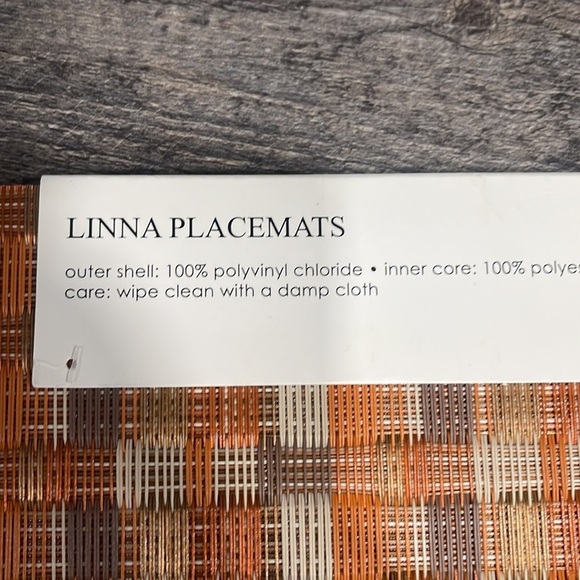 LINNA PLACEMATS
outer shell: 100% polyvinyl chloride • inner core: 100% polyes
care: wipe clean with a damp cloth